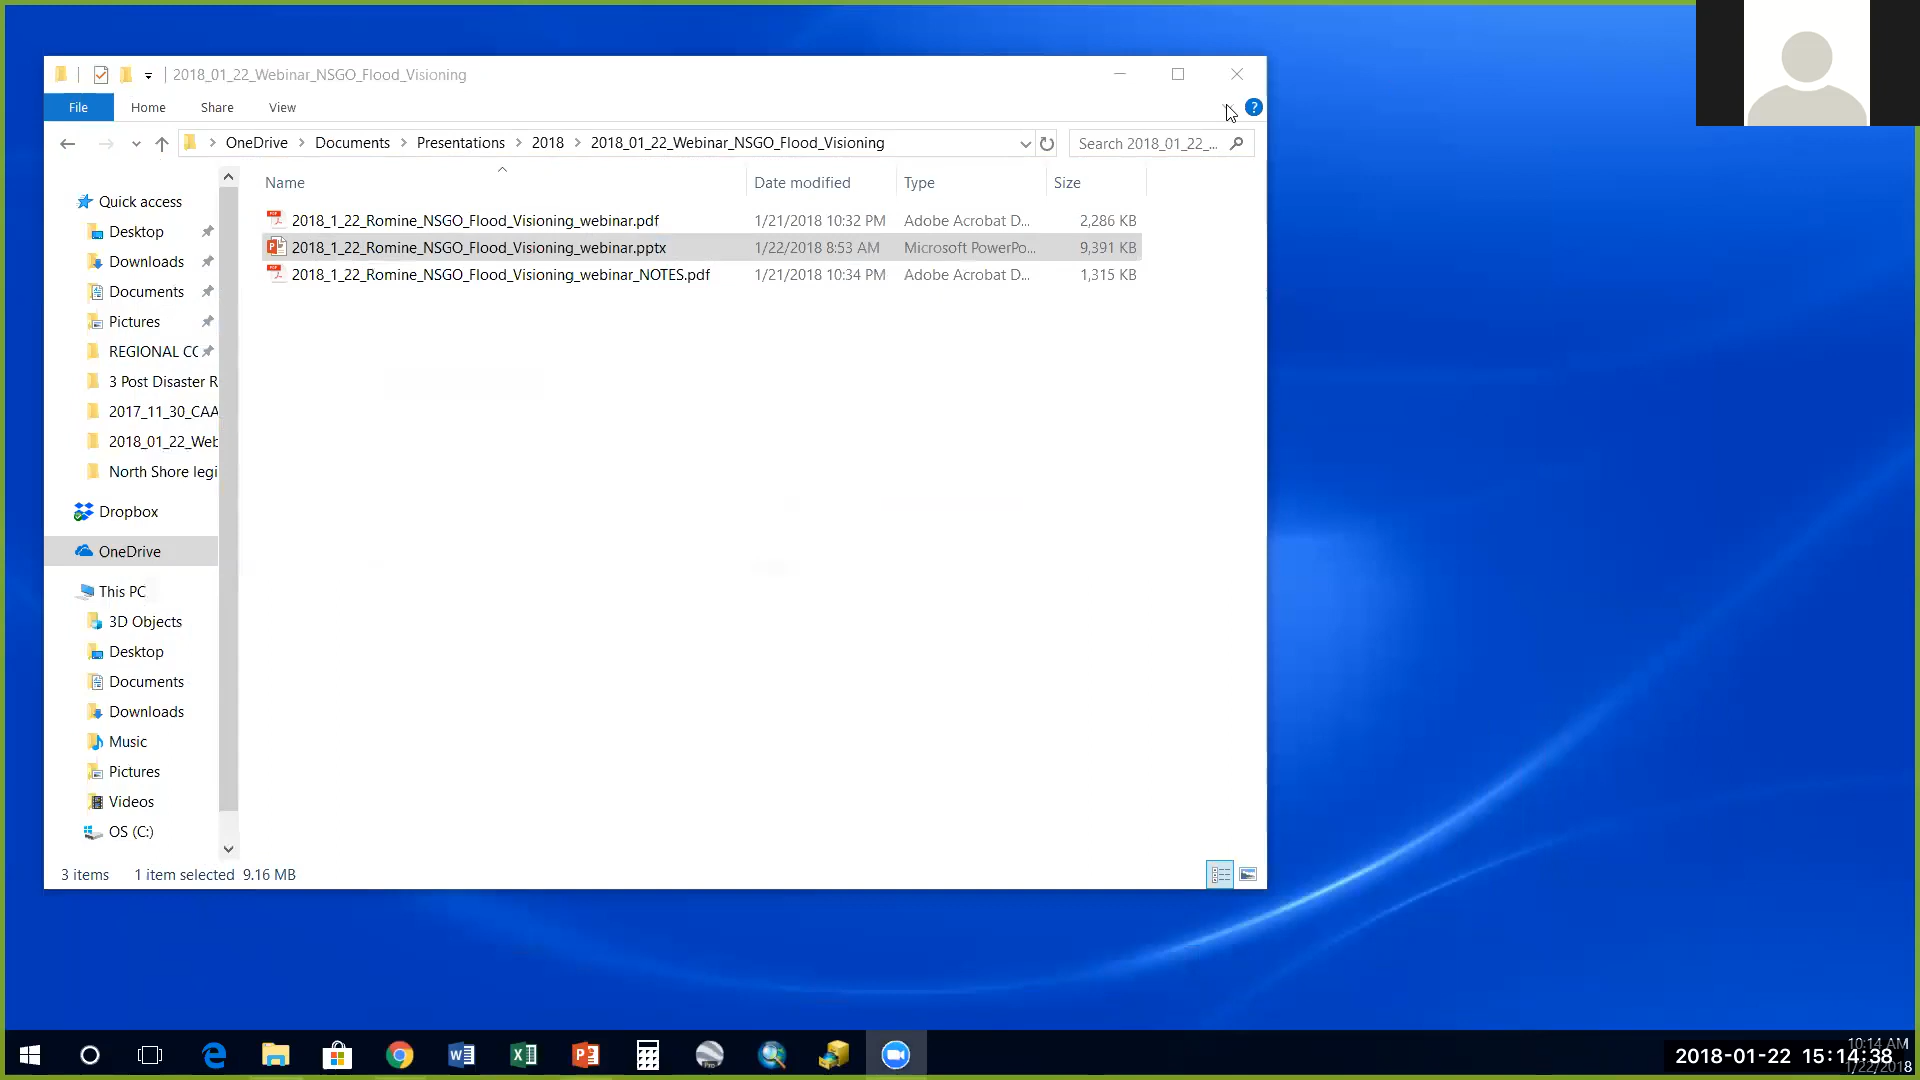 2018_01_22_Webinar_NSGO_Flood_Visioning
File Home Share View
?
OneDrive Documents Presentations 2018 2018_01_22_Webinar_NSGO_Flood_Visioning Search 2018_01_22_...
Name Date modified Type Size
2018_1_22_Romine_NSGO_Flood_Visioning_webinar.pdf 1/21/2018 10:32 PM Adobe Acrobat D... 2,286 KB
2018_1_22_Romine_NSGO_Flood_Visioning_webinar.pptx 1/22/2018 8:53 AM Microsoft PowerPo... 9,391 KB
2018_1_22_Romine_NSGO_Flood_Visioning_webinar_NOTES.pdf 1/21/2018 10:34 PM Adobe Acrobat D... 1,315 KB
Quick access
Desktop
Downloads
Documents
Pictures
REGIONAL CC
3 Post Disaster R
2017_11_30_CAA
2018_01_22_Web
North Shore legi
Dropbox
OneDrive
This PC
3D Objects
Desktop
Documents
Downloads
Music
Pictures
Videos
OS (C:)
3 items 1 item selected 9.16 MB
10:14 AM
2018-01-22 15:14:38
1/22/2018